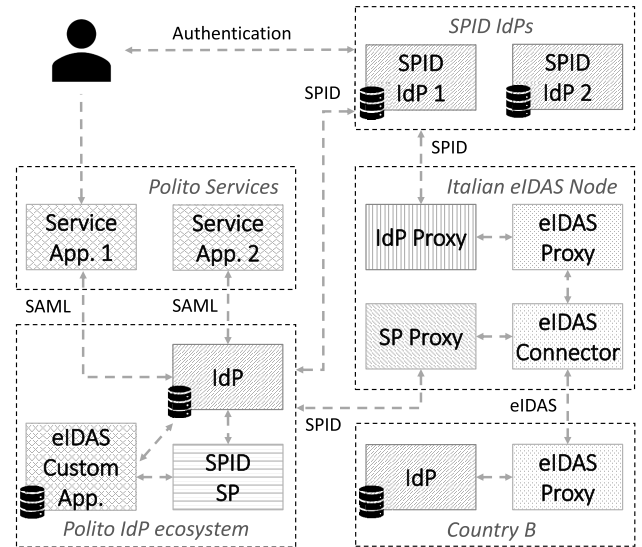 Authentication
SPID IdPs
SPID
IdP 1
SPID
IdP 2
SPID
SPID
Polito Services
Service
App. 1
Service
App. 2
Italian eIDAS Node
IdP Proxy
eIDAS
Proxy
SAML
SAML
SP Proxy
eIDAS
Connector
IdP
eIDAS
SPID
eIDAS
Custom
App.
SPID
SP
Polito IdP ecosystem
IdP
eIDAS
Proxy
Country B